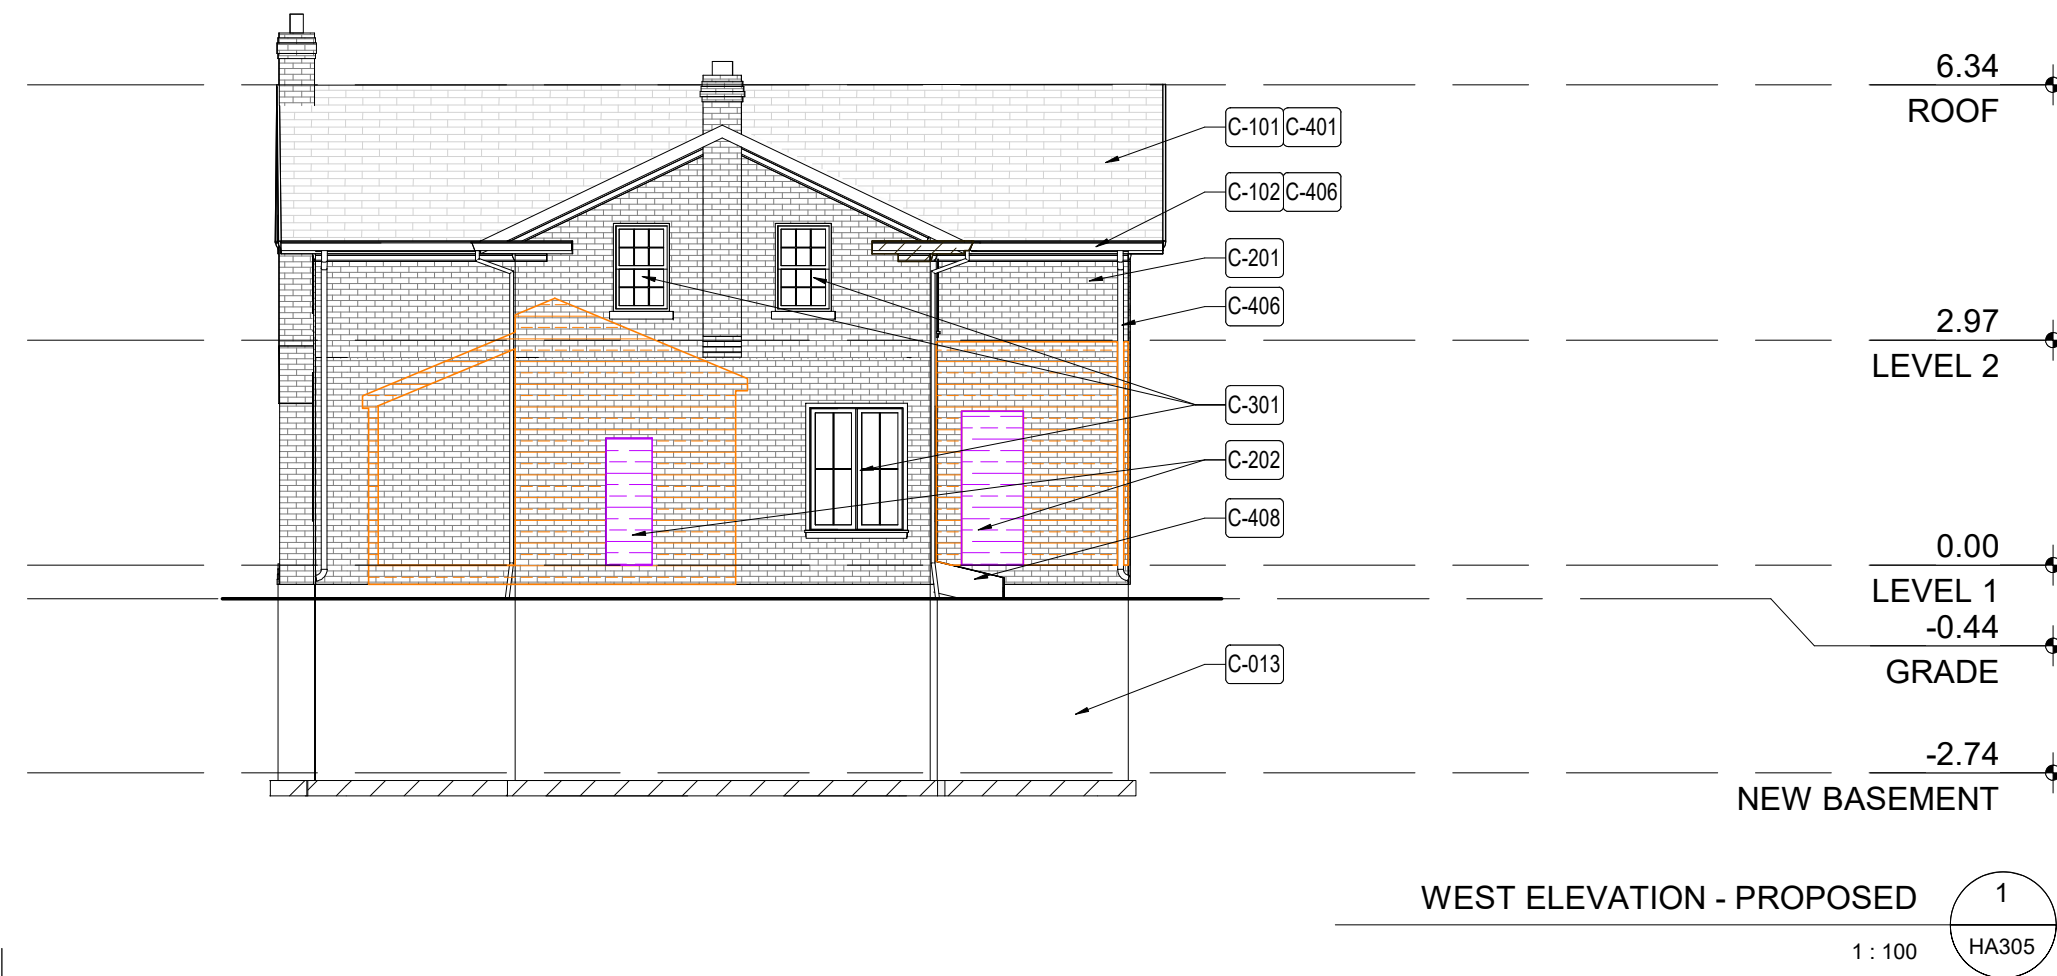 6.34
ROOF
C-101 C-401
C-102 C-406
C-201
C-406
2.97
LEVEL 2
C-301
C-202
C-408
0.00
LEVEL 1
-0.44
GRADE
C-013
-2.74
NEW BASEMENT
WEST ELEVATION - PROPOSED
1
1 : 100
HA305